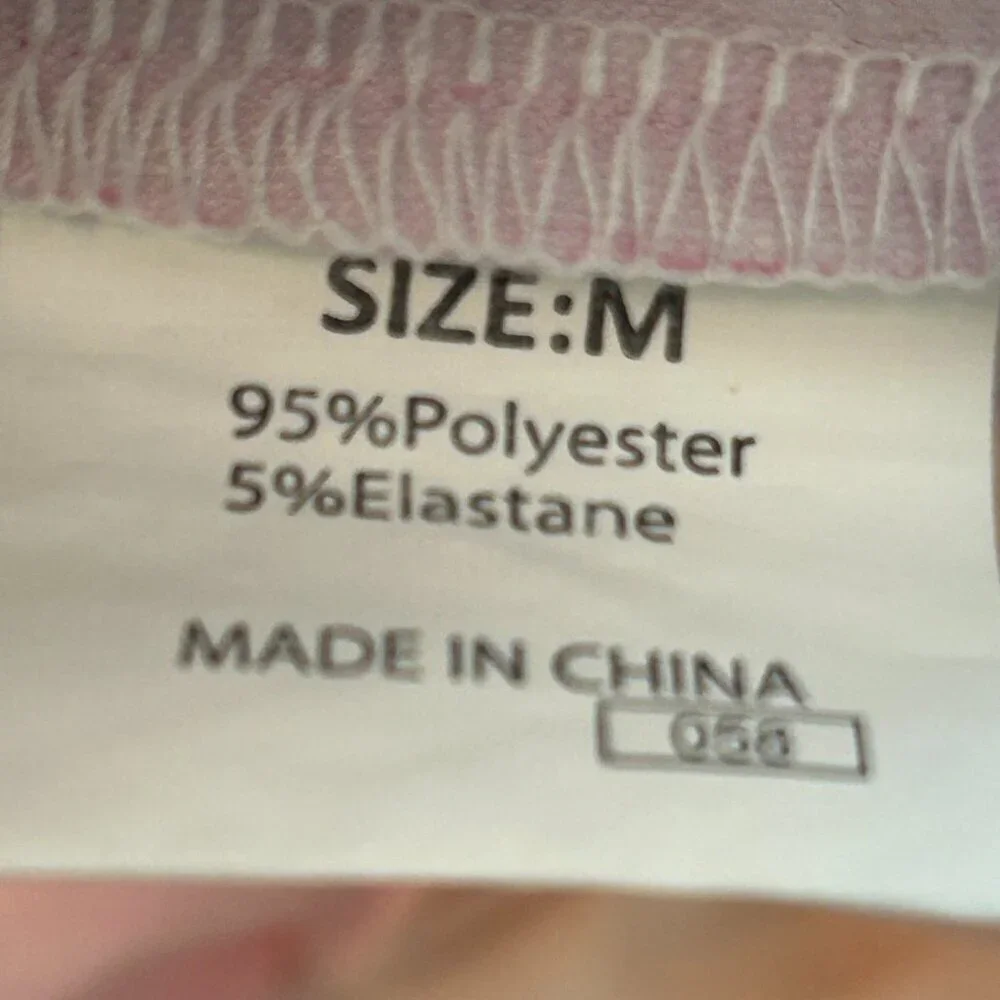 SIZE:M
95%Polyester
5%Elastane
MADE IN CHINA